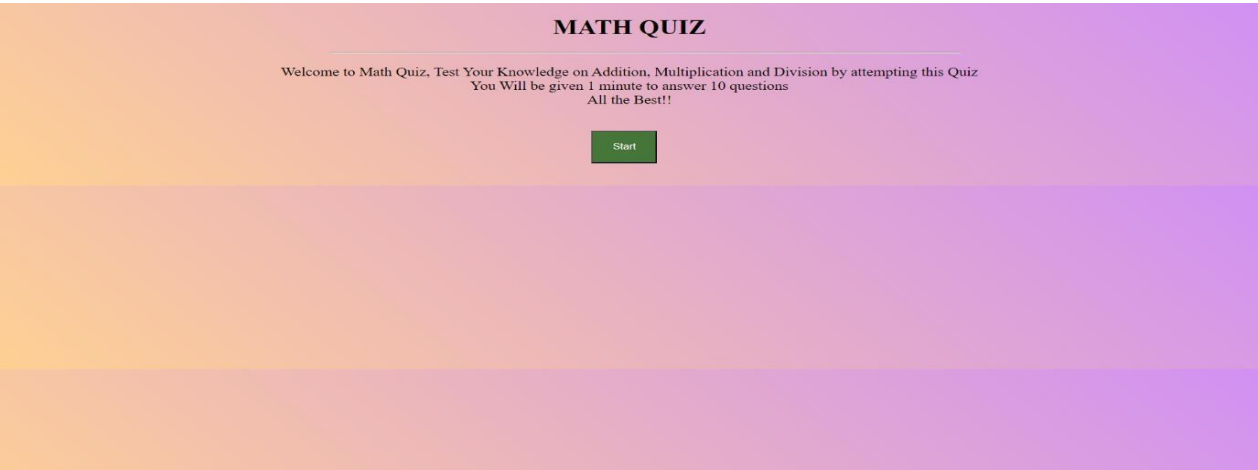 MATH QUIZ
Welcome to Math Quiz, Test Your Knowledge on Addition, Multiplication and Division by attempting this Quiz
You Will be given 1 minute to answer 10 questions
All the Best!!
Start